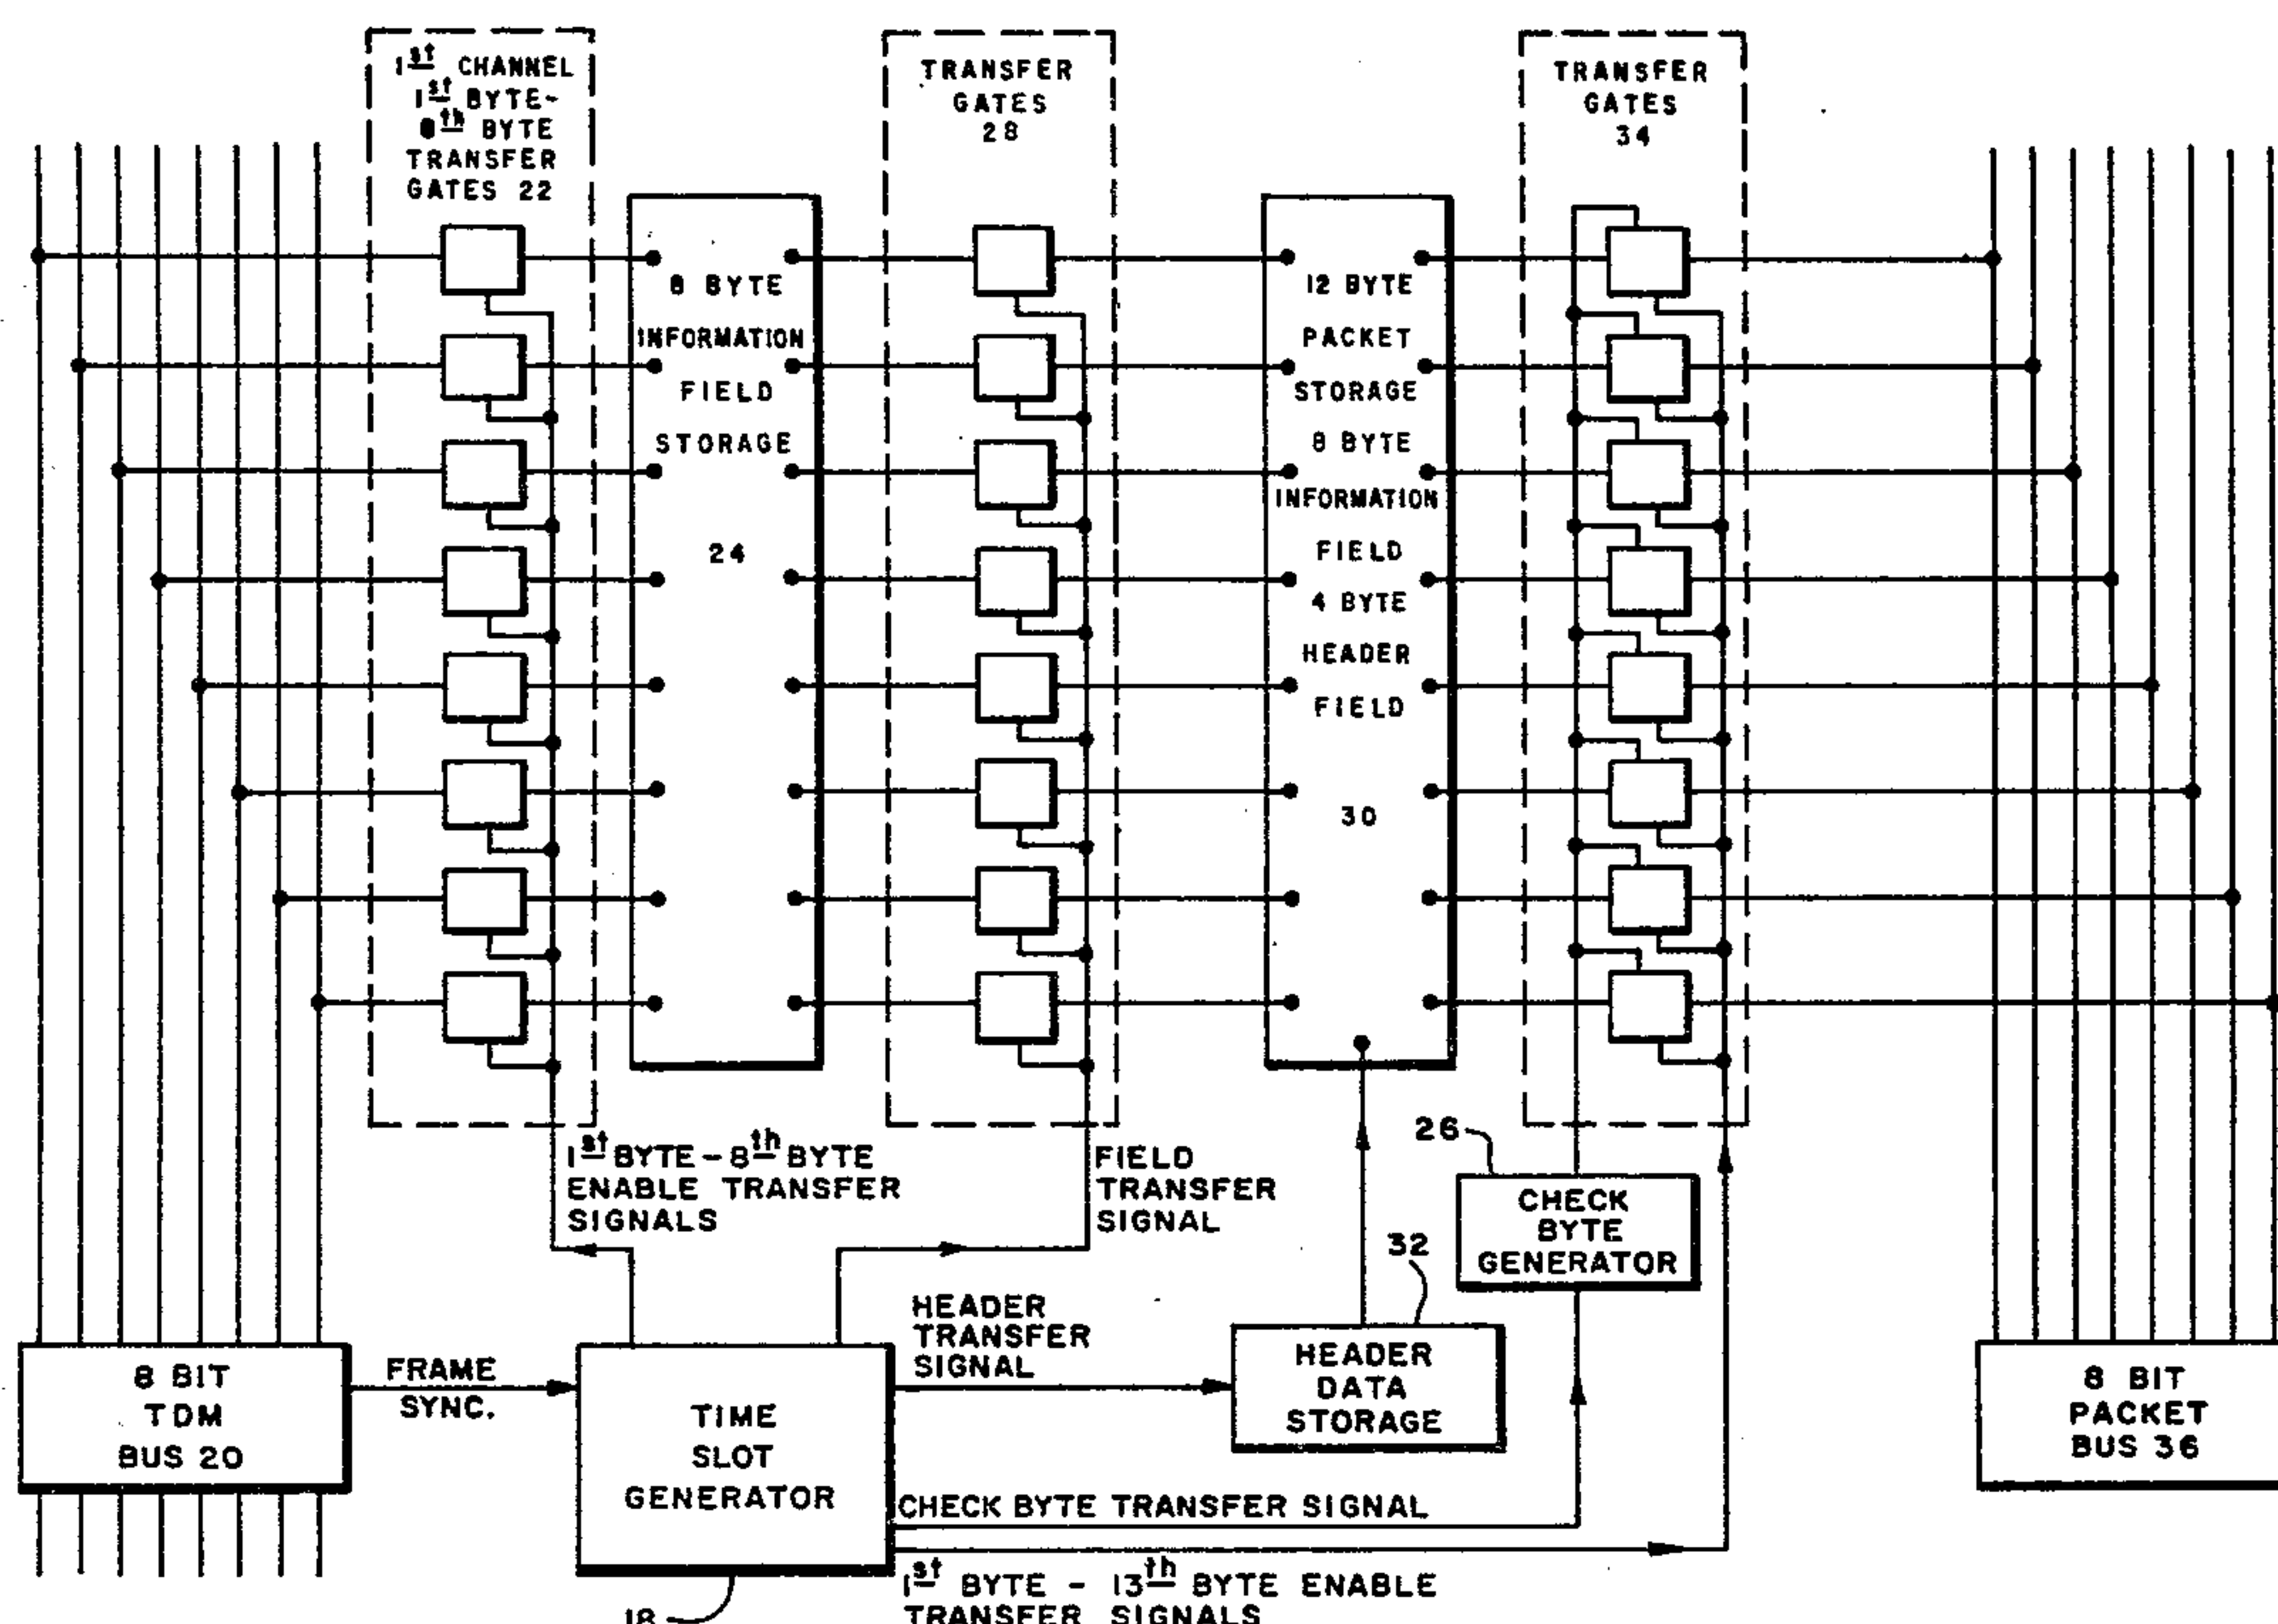 1st CHANNEL
1st BYTE-
8th BYTE
TRANSFER
GATES 22
TRANSFER
GATES
28
TRANSFER
GATES
34
8 BYTE
INFORMATION
FIELD
STORAGE
24
12 BYTE
PACKET
STORAGE
8 BYTE
INFORMATION
FIELD
4 BYTE
HEADER
FIELD
30
1st BYTE - 8th BYTE
ENABLE TRANSFER
SIGNALS
FIELD
TRANSFER
SIGNAL
26
CHECK
BYTE
GENERATOR
32
HEADER
TRANSFER
SIGNAL
HEADER
DATA
STORAGE
8 BIT
TDM
BUS 20
FRAME
SYNC.
TIME
SLOT
GENERATOR
18
CHECK BYTE TRANSFER SIGNAL
1st BYTE - 13th BYTE ENABLE
TRANSFER SIGNALS
8 BIT
PACKET
BUS 36